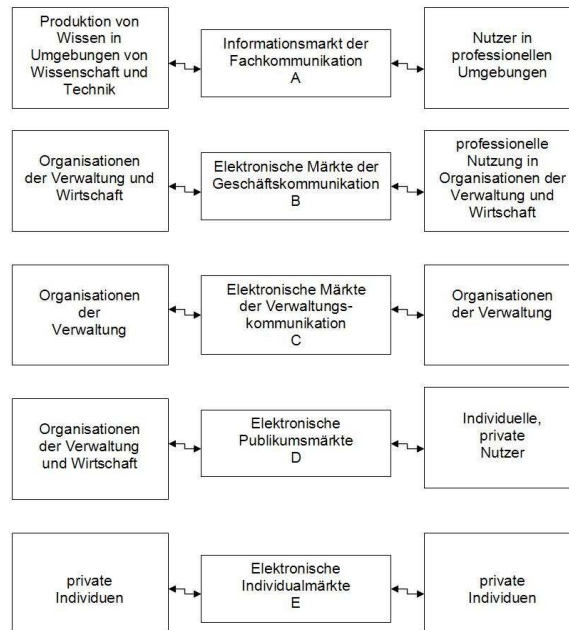 Produktion von
Wissen in
Umgebungen von
Wissenschaft und
Technik
Informationsmarkt der
Fachkommunikation
A
Nutzer in
professionellen
Umgebungen
Organisationen
der Verwaltung und
Wirtschaft
Elektronische Märkte der
Geschäftskommunikation
B
professionelle
Nutzung in
Organisationen der
Verwaltung und
Wirtschaft
Organisationen
der
Verwaltung
Elektronische Märkte
der Verwaltungs-
kommunikation
C
Organisationen
der Verwaltung
Organisationen
der Verwaltung
und Wirtschaft
Elektronische
Publikumsmärkte
D
Individuelle,
private
Nutzer
private
Individuen
Elektronische
Individualmärkte
E
private
Individuen